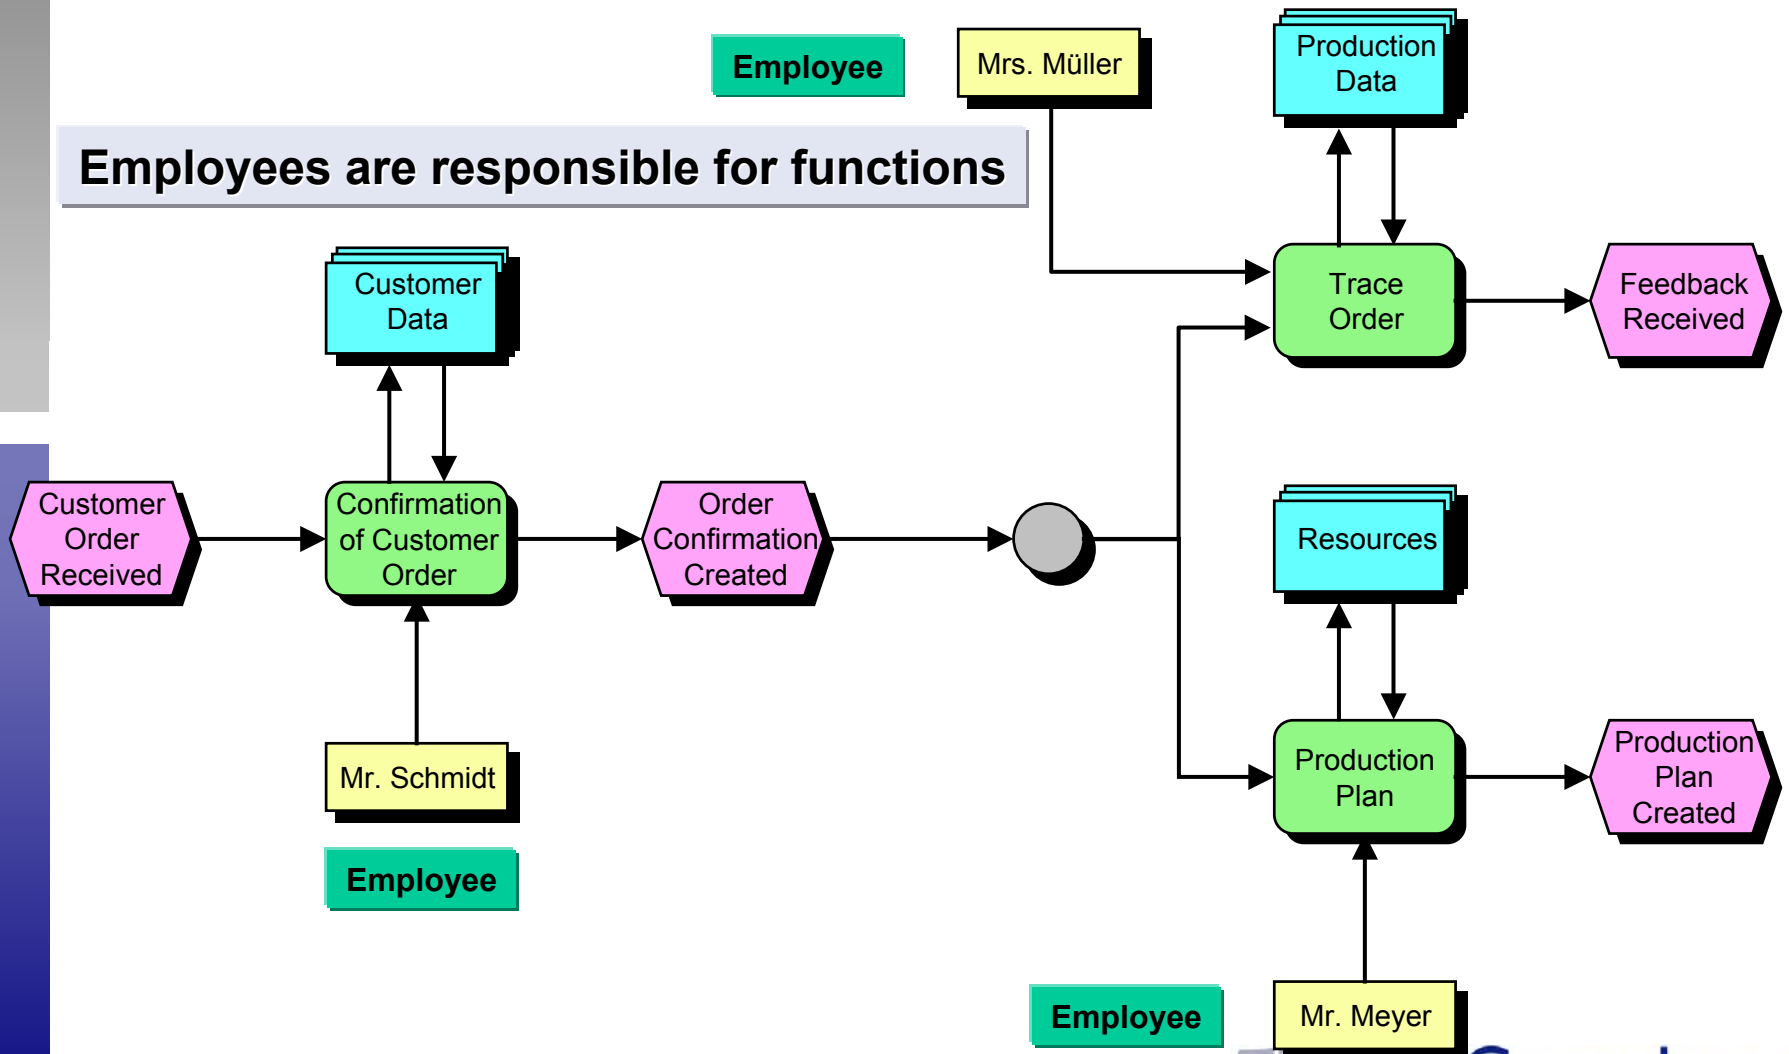 Employee
Mrs. Müller
Production
Data
Employees are responsible for functions
Customer
Data
Trace
Order
Feedback
Received
Customer
Order
Received
Confirmation
of Customer
Order
Order
Confirmation
Created
Resources
Mr. Schmidt
Production
Plan
Production
Plan
Created
Employee
Employee
Mr. Meyer